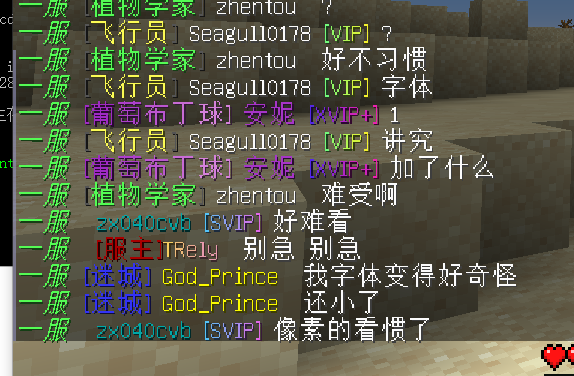 cd
i
28
在
nt
一服 [植物学家] zhentou ?
一服 [飞行员] Seagull0178 [VIP] ?
一服 [植物学家] zhentou 好不习惯
一服 [飞行员] Seagull0178 [VIP] 字体
一服 [葡萄布丁球] 安妮 [XVIP+] 1
一服 [飞行员] Seagull0178 [VIP] 讲究
一服 [葡萄布丁球] 安妮 [XVIP+] 加了什么
一服 [植物学家] zhentou 难受啊
一服 zx040cvb [SVIP] 好难看
一服 [服主]TRely 别急 别急
一服 [迷城] God_Prince 我字体变得好奇怪
一服 [迷城] God_Prince 还小了
一服 zx040cvb [SVIP] 像素的看惯了